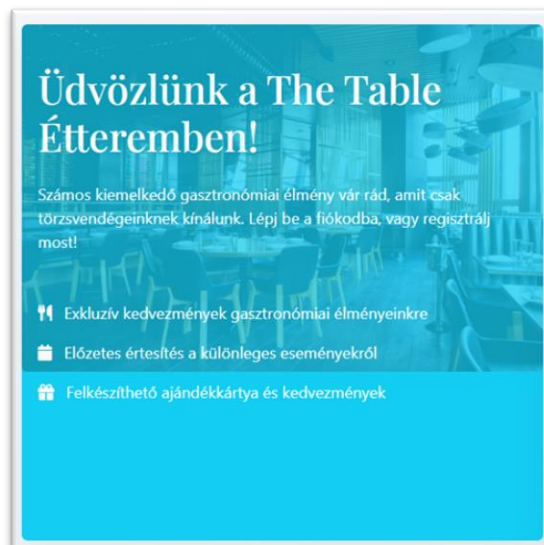 Üdvözlünk a The Table
Étteremben!
Számos kiemelkedő gasztronómiai élmény vár rád, amit csak
törzsvendégeinknek kínálunk. Lépj be a fiókodba, vagy regisztrálj
most!
Exkluzív kedvezmények gasztronómiai élményeinkre
Előzetes értesítés a különleges eseményekről
Felkészíthető ajándékkártya és kedvezmények